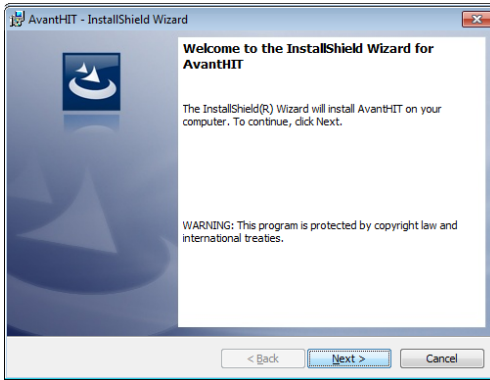 AvantHIT - InstallShield Wizard
Welcome to the InstallShield Wizard for
AvantHIT
The InstallShield(R) Wizard will install AvantHIT on your
computer. To continue, click Next.
WARNING: This program is protected by copyright law and
international treaties.
< Back
Next >
Cancel